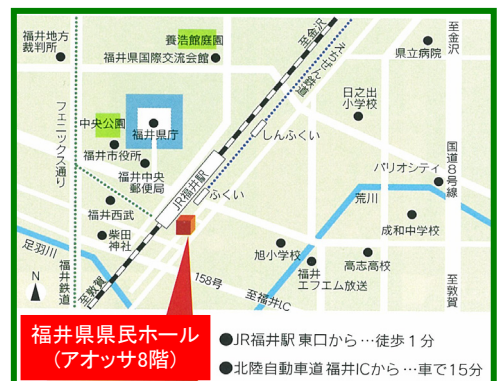 養浩館庭園
至金沢
至金沢
福井地方
裁判所
福井県国際交流会館
えちぜん鉄道
県立病院
日之出
小学校
フェニックス通り
中央公園
福井県庁
しんふくい
国道8号線
福井市役所
福井中央
郵便局
JR福井駅
ふくい
バリオシティ
荒川
福井西武
柴田
神社
成和中学校
足羽川
旭小学校
高志高校
福井
エフエム放送
N
福井鉄道
至敦賀
158号
至福井IC
至敦賀
福井県県民ホール
(アオッサ8階)
●JR福井駅 東口から…徒歩1分
●北陸自動車道 福井ICから…車で15分